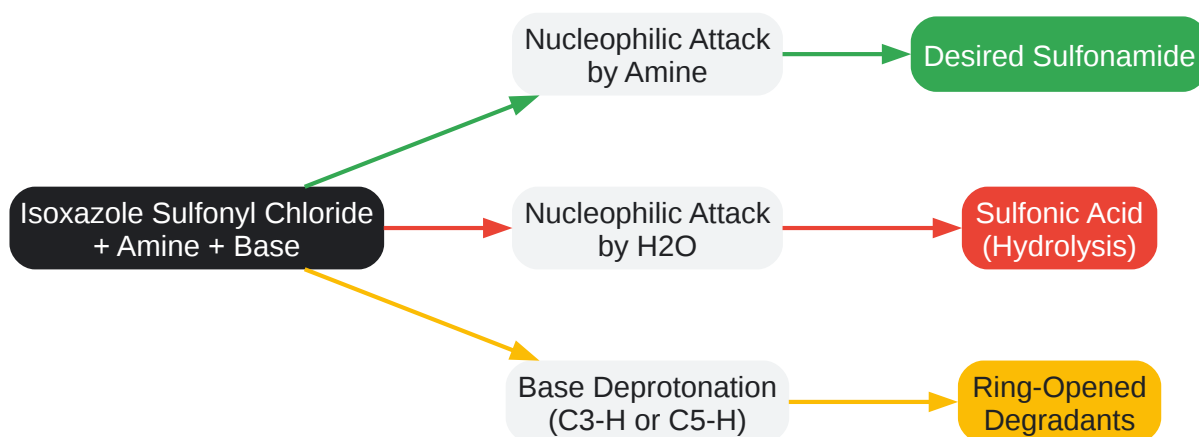 Nucleophilic Attack
by Amine
Desired Sulfonamide
Isoxazole Sulfonyl Chloride
+ Amine + Base
Nucleophilic Attack
by H2O
Sulfonic Acid
(Hydrolysis)
Base Deprotonation
(C3-H or C5-H)
Ring-Opened
Degradants